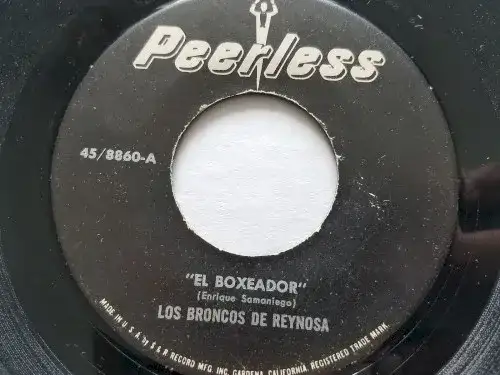 Peerless
45/8860-A
"EL BOXEADOR"
(Enrique Samaniego)
LOS BRONCOS DE REYNOSA
MADE IN U.S.A. by S & R RECORD MFG. INC. GARDENA, CALIFORNIA. REGISTERED TRADE MARK.